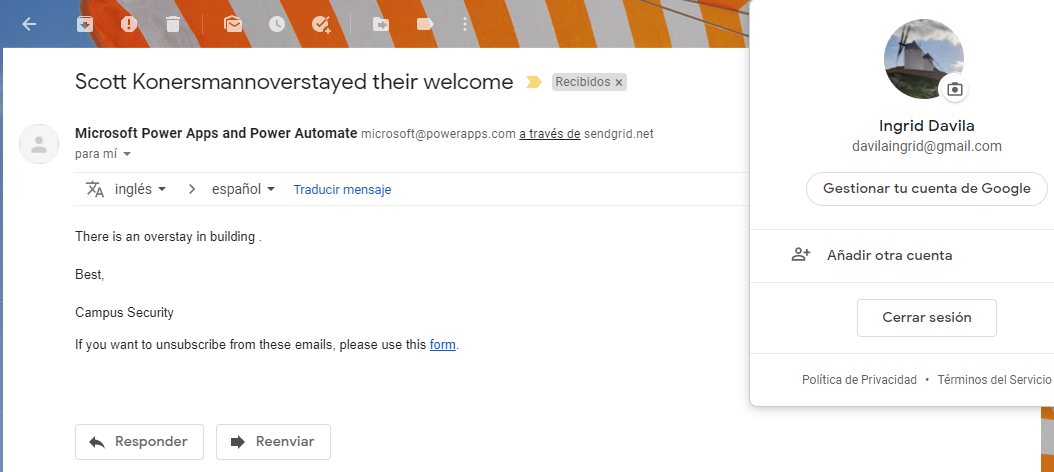 Scott Konersmannoverstayed their welcome
Recibidos ×
Microsoft Power Apps and Power Automate microsoft@powerapps.com a través de sendgrid.net
para mí
inglés > español Traducir mensaje
There is an overstay in building .
Best,
Campus Security
If you want to unsubscribe from these emails, please use this form.
Responder Reenviar
Ingrid Davila
davilaingrid@gmail.com
Gestionar tu cuenta de Google
Añadir otra cuenta
Cerrar sesión
Política de Privacidad • Términos del Servicio